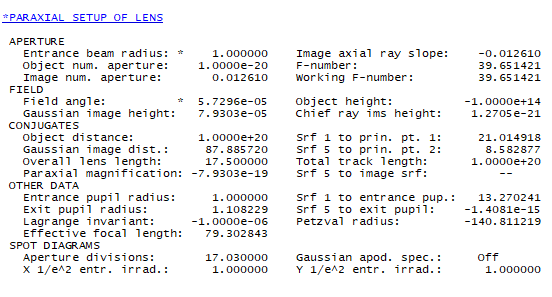 *PARAXIAL SETUP OF LENS
APERTURE
Entrance beam radius: * 1.000000 Image axial ray slope: -0.012610
Object num. aperture: 1.0000e-20 F-number: 39.651421
Image num. aperture: 0.012610 Working F-number: 39.651421
FIELD
Field angle: * 5.7296e-05 Object height: -1.0000e+14
Gaussian image height: 7.9303e-05 Chief ray ims height: 1.2705e-21
CONJUGATES
Object distance: 1.0000e+20 Srf 1 to prin. pt. 1: 21.014918
Gaussian image dist.: 87.885720 Srf 5 to prin. pt. 2: 8.582877
Overall lens length: 17.500000 Total track length: 1.0000e+20
Paraxial magnification: -7.9303e-19 Srf 5 to image srf: --
OTHER DATA
Entrance pupil radius: 1.000000 Srf 1 to entrance pup.: 13.270241
Exit pupil radius: 1.108229 Srf 5 to exit pupil: -1.4081e-15
Lagrange invariant: -1.0000e-06 Petzval radius: -140.811219
Effective focal length: 79.302843
SPOT DIAGRAMS
Aperture divisions: 17.030000 Gaussian apod. spec.: Off
X 1/e^2 entr. irrad.: 1.000000 Y 1/e^2 entr. irrad.: 1.000000